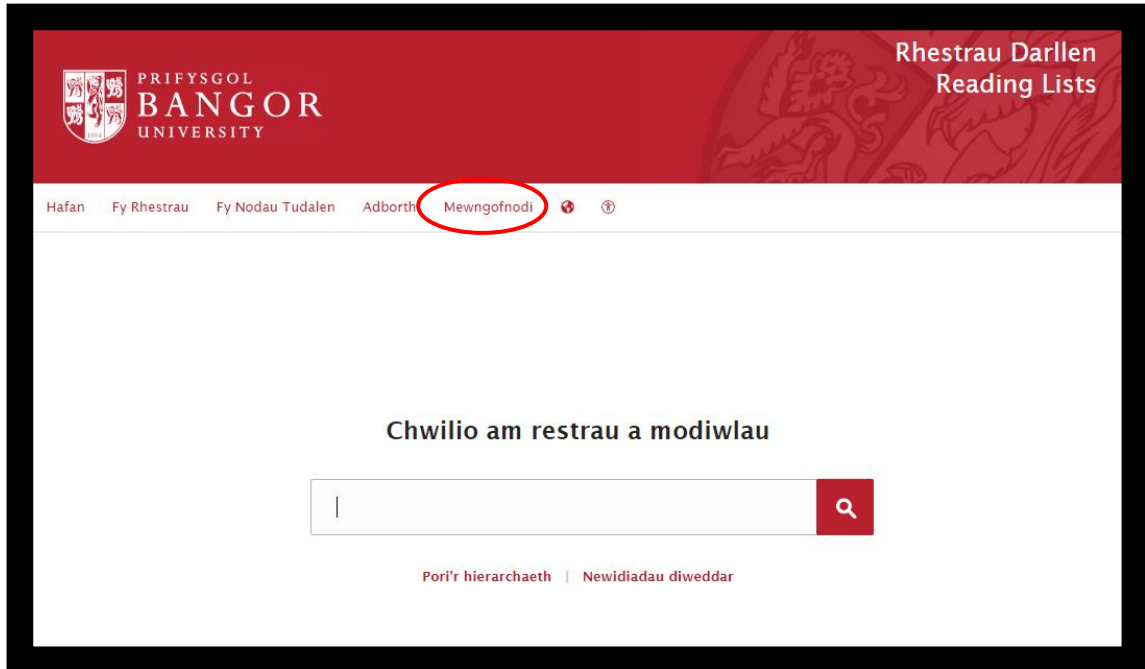 Rhestrau Darllen
Reading Lists
PRIFYSGOL
BANGOR
UNIVERSITY
1884
Hafan Fy Rhestrau Fy Nodau Tudalen Adborth Mewngofnodi
Chwilio am restrau a modiwlau
Pori'r hierarchaeth | Newidiadau diweddar